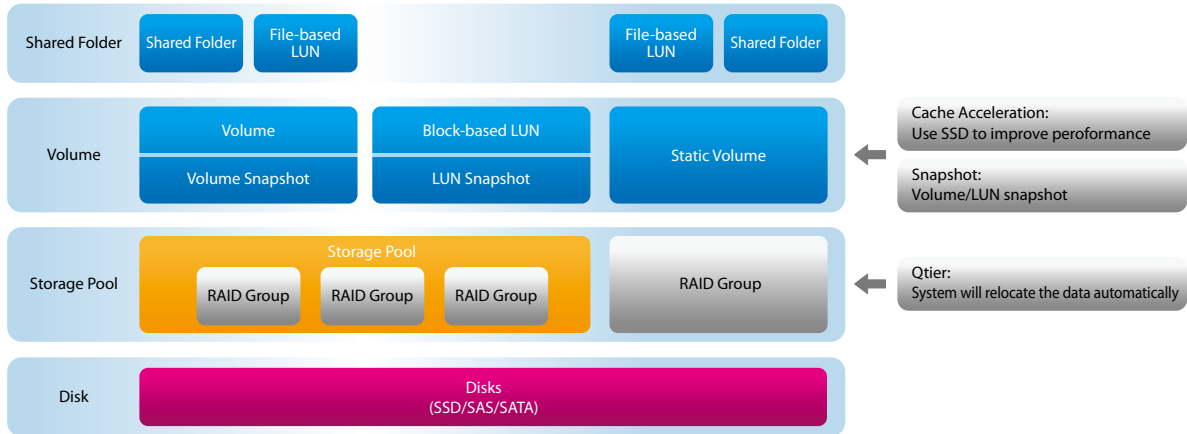 Shared Folder
Shared Folder
File-based
LUN
File-based
LUN
Shared Folder
Volume
Volume
Volume Snapshot
Block-based LUN
LUN Snapshot
Static Volume
Cache Acceleration:
Use SSD to improve peroformance
Snapshot:
Volume/LUN snapshot
Storage Pool
Storage Pool
RAID Group
RAID Group
RAID Group
RAID Group
Qtier:
System will relocate the data automatically
Disk
Disks
(SSD/SAS/SATA)